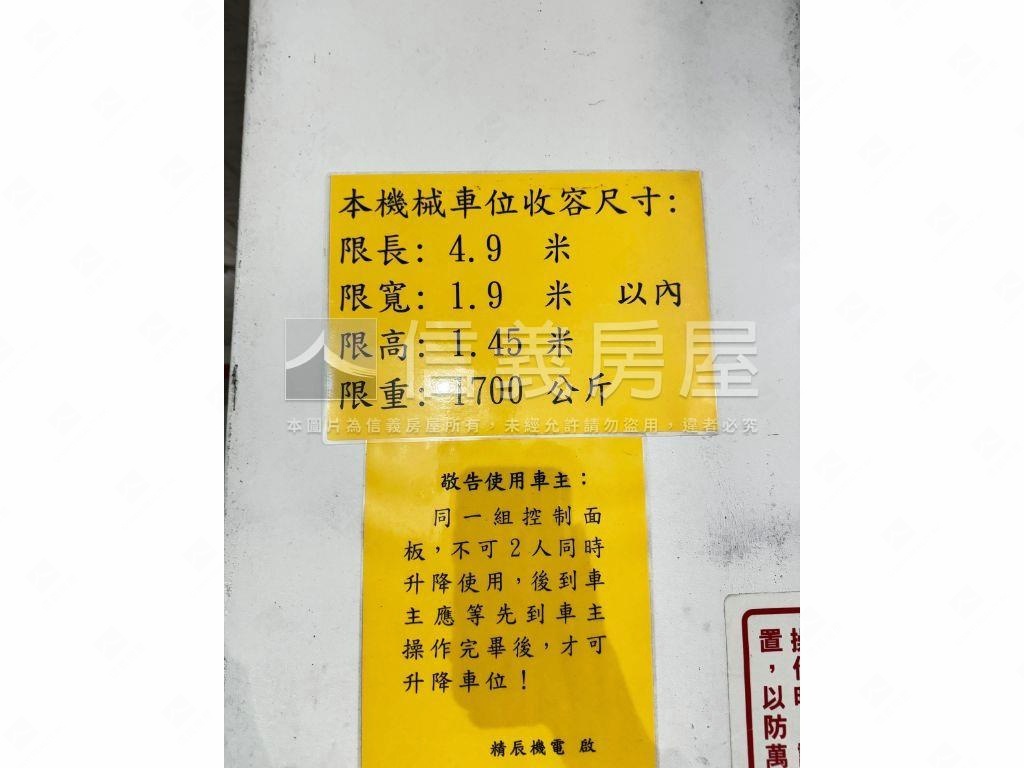 本機械車位收容尺寸:
限長: 4.9 米
限寬: 1.9 米 以內
限高: 1.45 米
限重: 1700 公斤
信義房屋
本圖片為信義房屋所有，未經允許請勿盜用，違者必究
敬告使用車主：
同一組控制面
板，不可2人同時
升降使用，後到車
主應等先到車主
操作完畢後，才可
升降車位！
精辰機電 啟
置，以防萬